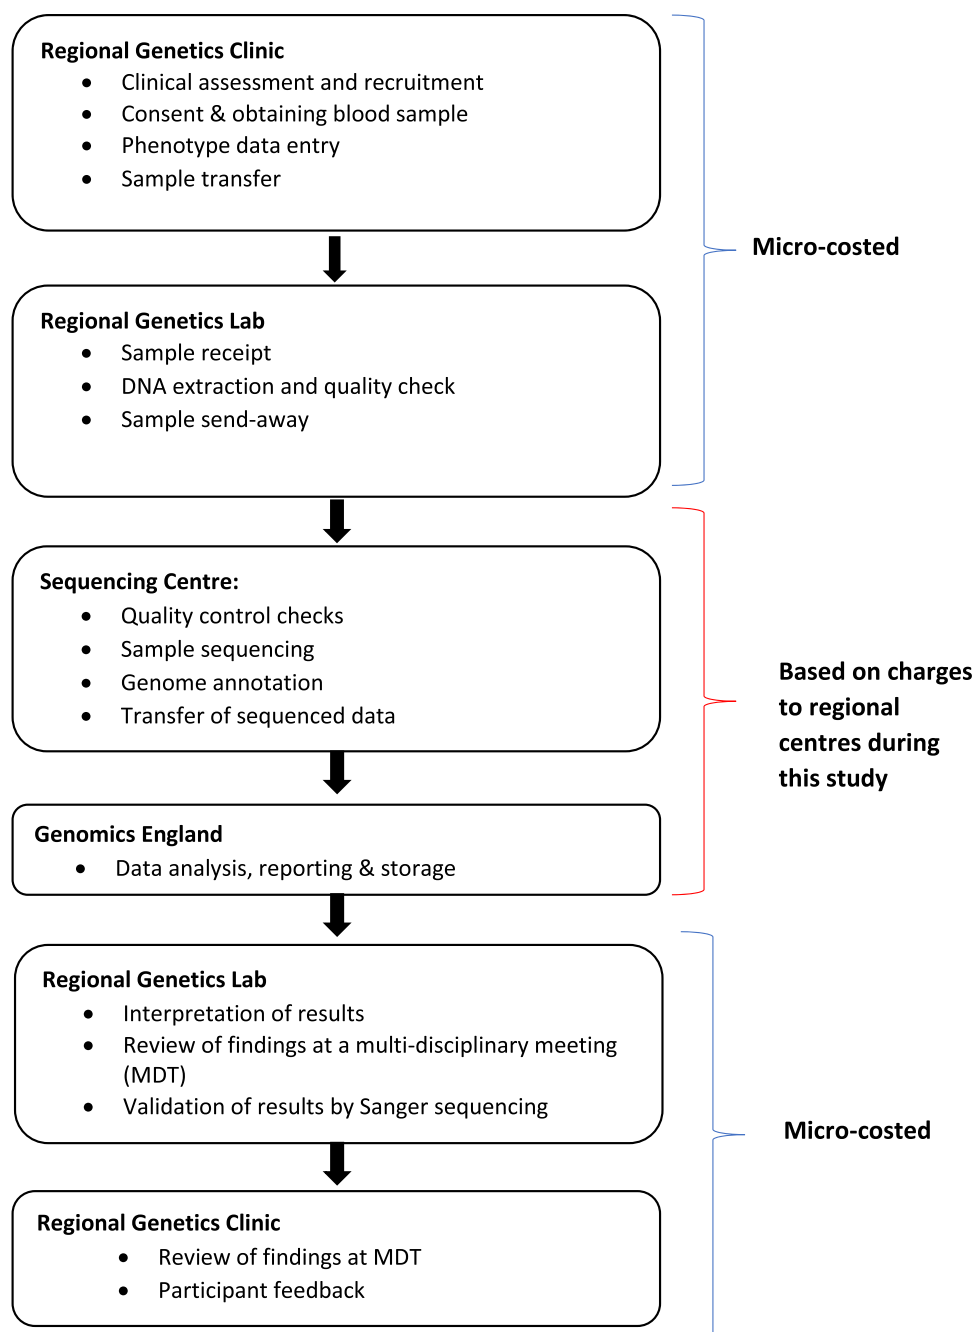 Regional Genetics Clinic
• Clinical assessment and recruitment
• Consent & obtaining blood sample
• Phenotype data entry
• Sample transfer
Micro-costed
Regional Genetics Lab
• Sample receipt
• DNA extraction and quality check
• Sample send-away
Sequencing Centre:
• Quality control checks
• Sample sequencing
• Genome annotation
• Transfer of sequenced data
Based on charges
to regional
centres during
this study
Genomics England
• Data analysis, reporting & storage
Regional Genetics Lab
• Interpretation of results
• Review of findings at a multi-disciplinary meeting
(MDT)
• Validation of results by Sanger sequencing
Micro-costed
Regional Genetics Clinic
• Review of findings at MDT
• Participant feedback